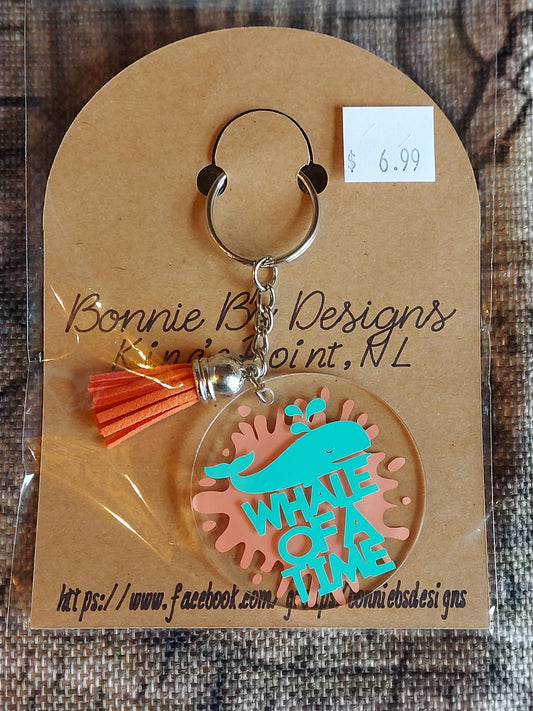 $ 6.99
Bonnie B's Designs
King's Point, NL
WHALE
OF A
TIME
https://www.facebook.com/groups/bonniebsdesigns